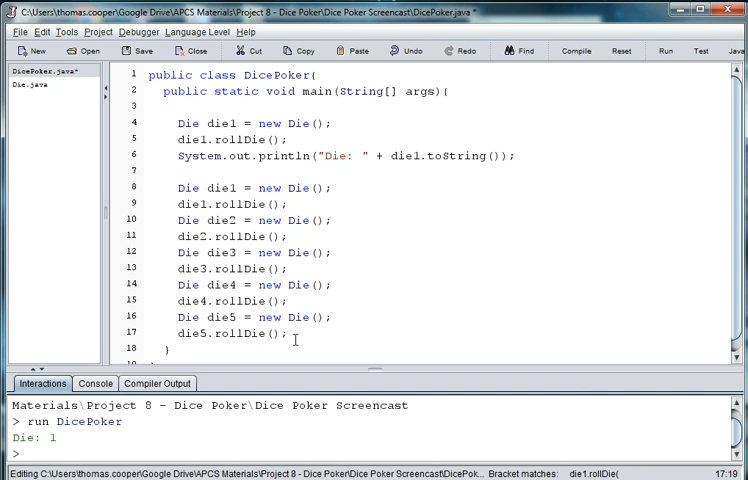 C:\Users\thomas.cooper\Google Drive\APCS Materials\Project 8 - Dice Poker\Dice Poker Screencast\DicePoker.java *
File Edit Tools Project Debugger Language Level Help
New Open Save Close Cut Copy Paste Undo Redo Find Compile Reset Run Test Java
DicePoker.java*
Die.java
1 public class DicePoker{
2 public static void main(String[] args){
3
4 Die die1 = new Die();
5 die1.rollDie();
6 System.out.println("Die: " + die1.toString());
7
8 Die die1 = new Die();
9 die1.rollDie();
10 Die die2 = new Die();
11 die2.rollDie();
12 Die die3 = new Die();
13 die3.rollDie();
14 Die die4 = new Die();
15 die4.rollDie();
16 Die die5 = new Die();
17 die5.rollDie();
18 }
Interactions Console Compiler Output
Materials\Project 8 - Dice Poker\Dice Poker Screencast
> run DicePoker
Die: 1
>
Editing C:\Users\thomas.cooper\Google Drive\APCS Materials\Project 8 - Dice Poker\Dice Poker Screencast\DicePok... Bracket matches: die1.rollDie( 17:19